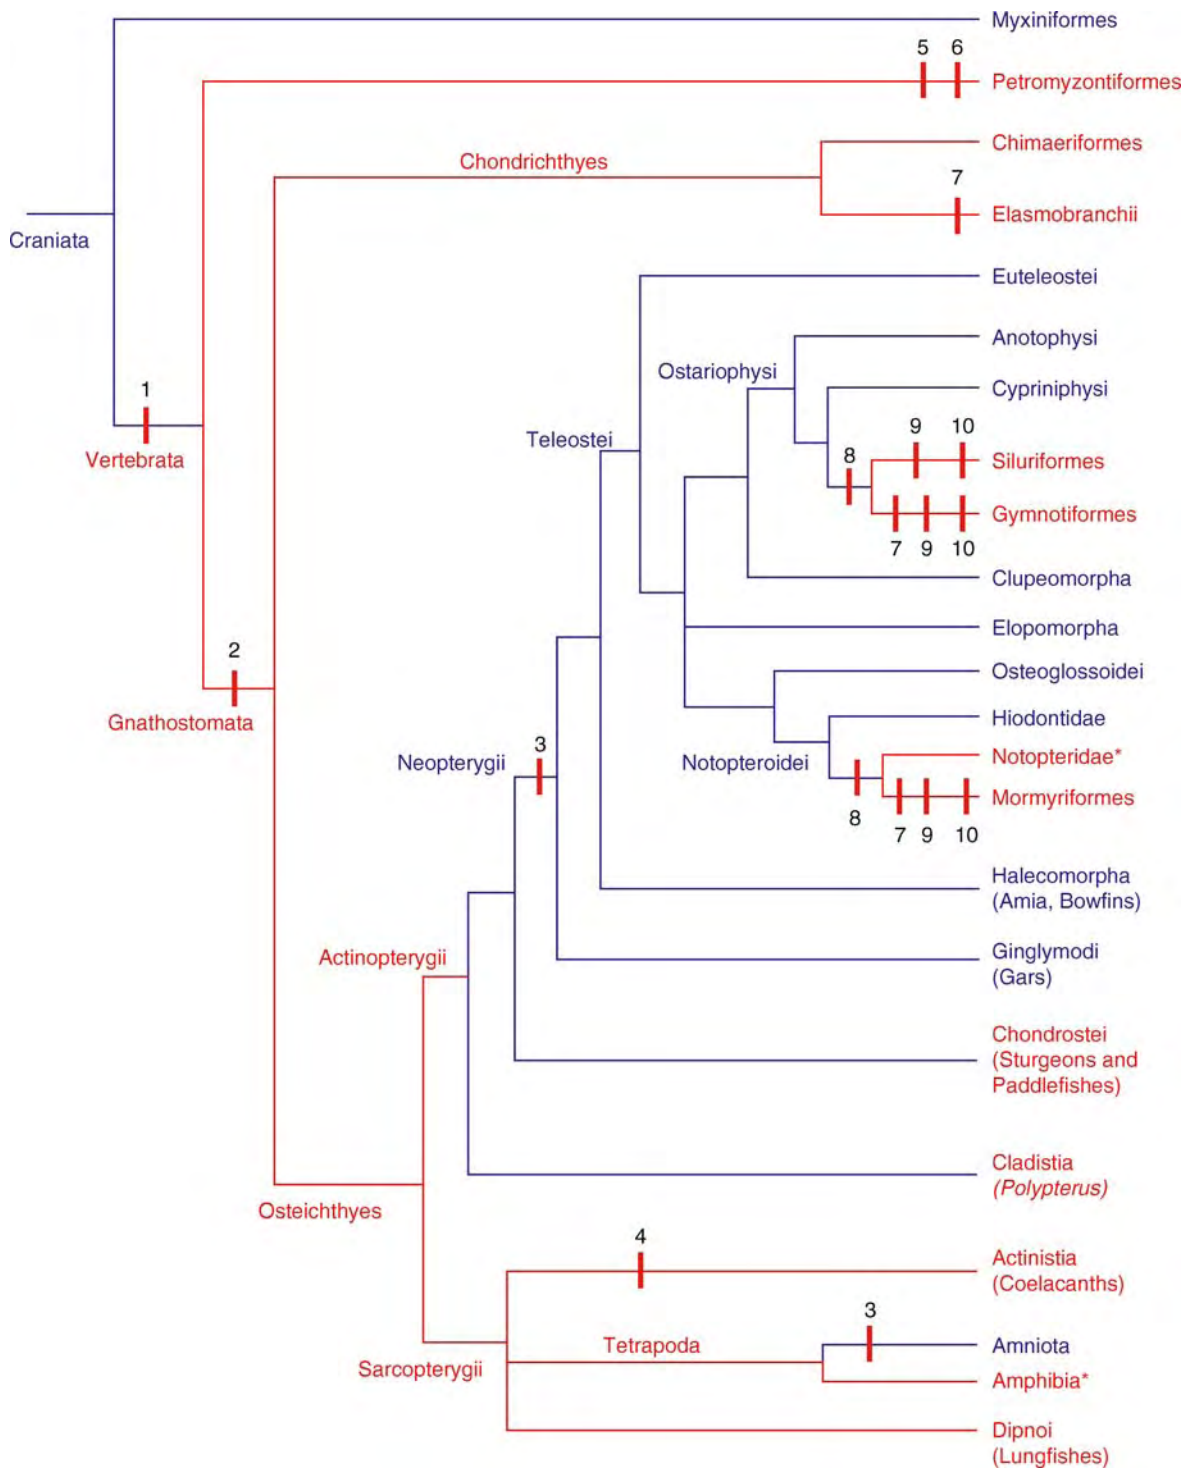 Myxiniformes
5 6
Petromyzontiformes
Chimaeriformes
Chondrichthyes
7
Elasmobranchii
Craniata
Euteleostei
Anotophysi
Ostariophysi
Cypriniphysi
1
Teleostei
9 10
8
Siluriformes
Vertebrata
Gymnotiformes
7 9 10
Clupeomorpha
Elopomorpha
2
Osteoglossoidei
Gnathostomata
Hiodontidae
3
Neopterygii
Notopteroidei
Notopteridae*
Mormyriformes
8
7 9 10
Halecomorpha
(Amia, Bowfins)
Actinopterygii
Ginglymodi
(Gars)
Chondrostei
(Sturgeons and
Paddlefishes)
Cladistia
(Polypterus)
Osteichthyes
4
Actinistia
(Coelacanths)
3
Tetrapoda
Amniota
Sarcopterygii
Amphibia*
Dipnoi
(Lungfishes)